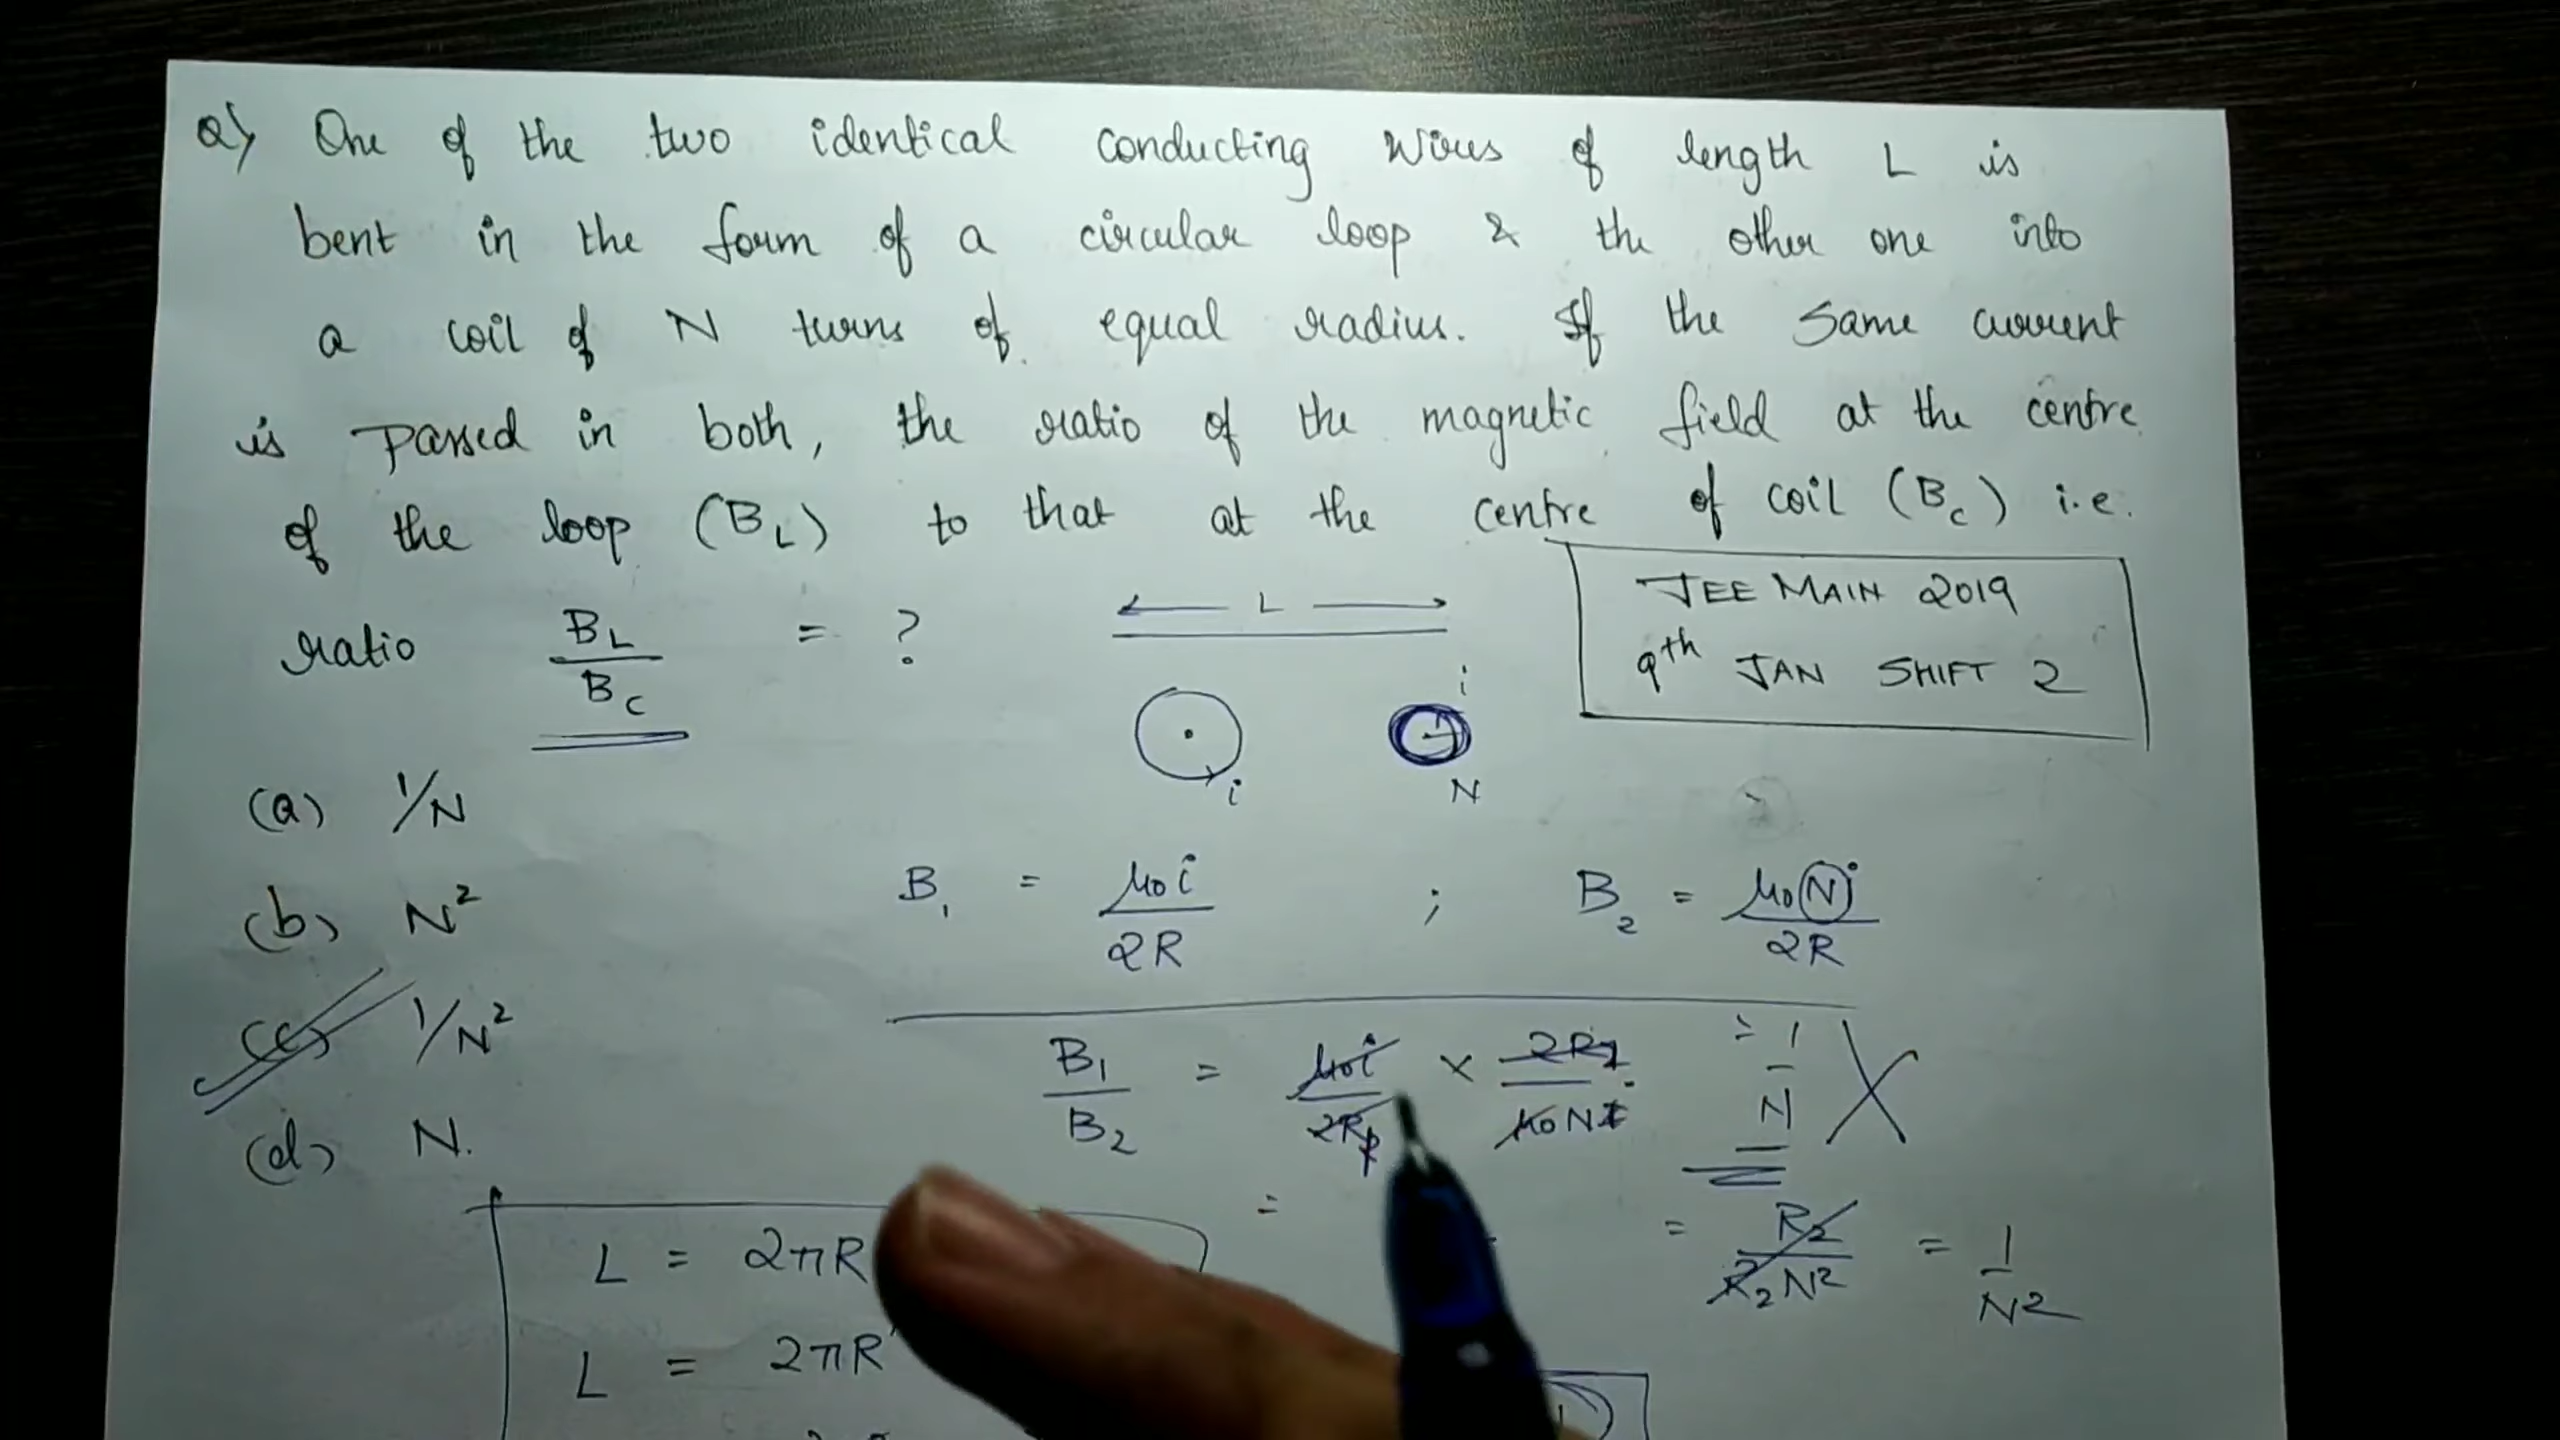 Q) One of the two identical conducting wires of length L is
bent in the form of a circular loop & the other one into
a coil of N turns of equal radius. If the same current
is passed in both, the ratio of the magnetic field at the centre
of the loop (B_L) to that at the centre of coil (B_c) i.e.
ratio B_L/B_C = ?
L
JEE MAIN 2019
9th JAN SHIFT 2
i
i
N
(a) 1/N
(b) N²
(c) 1/N²
(d) N.
B₁ = μ₀i/2R ; B₂ = μ₀Ni/2R
B₁/B₂ = μ₀i/2R₁ × 2R₂/μ₀Ni = 1/N
= = R₂/R₂N² = 1/N²
L = 2πR
L = 2πR